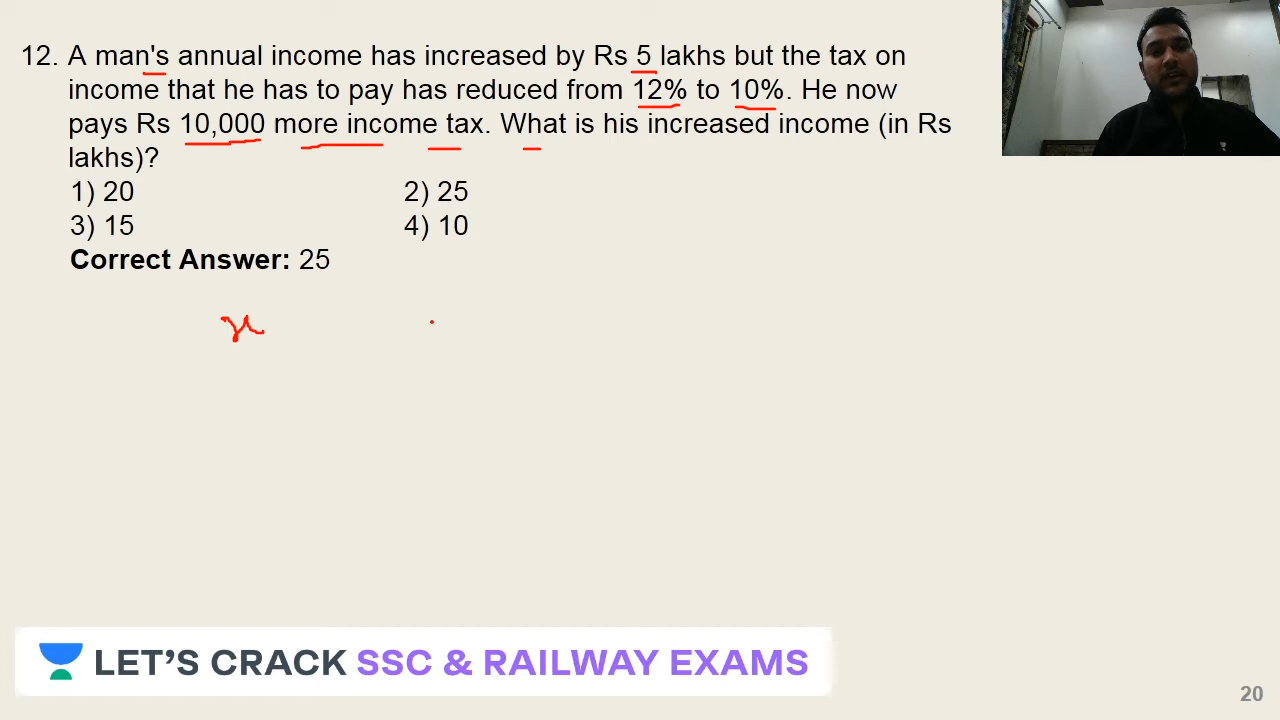 12. A man's annual income has increased by Rs 5 lakhs but the tax on
income that he has to pay has reduced from 12% to 10%. He now
pays Rs 10,000 more income tax. What is his increased income (in Rs
lakhs)?
1) 20 2) 25
3) 15 4) 10
Correct Answer: 25
x
LET'S CRACK SSC & RAILWAY EXAMS
20